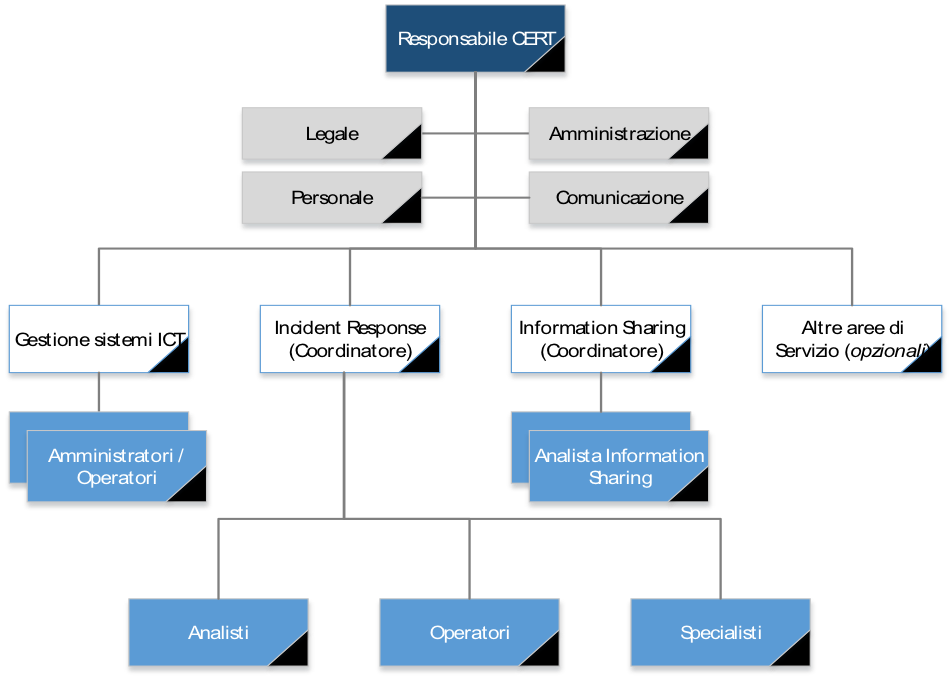 Responsabile CERT
Legale
Amministrazione
Personale
Comunicazione
Gestione sistemi ICT
Incident Response
(Coordinatore)
Information Sharing
(Coordinatore)
Altre aree di
Servizio (opzionali)
Amministratori /
Operatori
Analista Information
Sharing
Analisti
Operatori
Specialisti